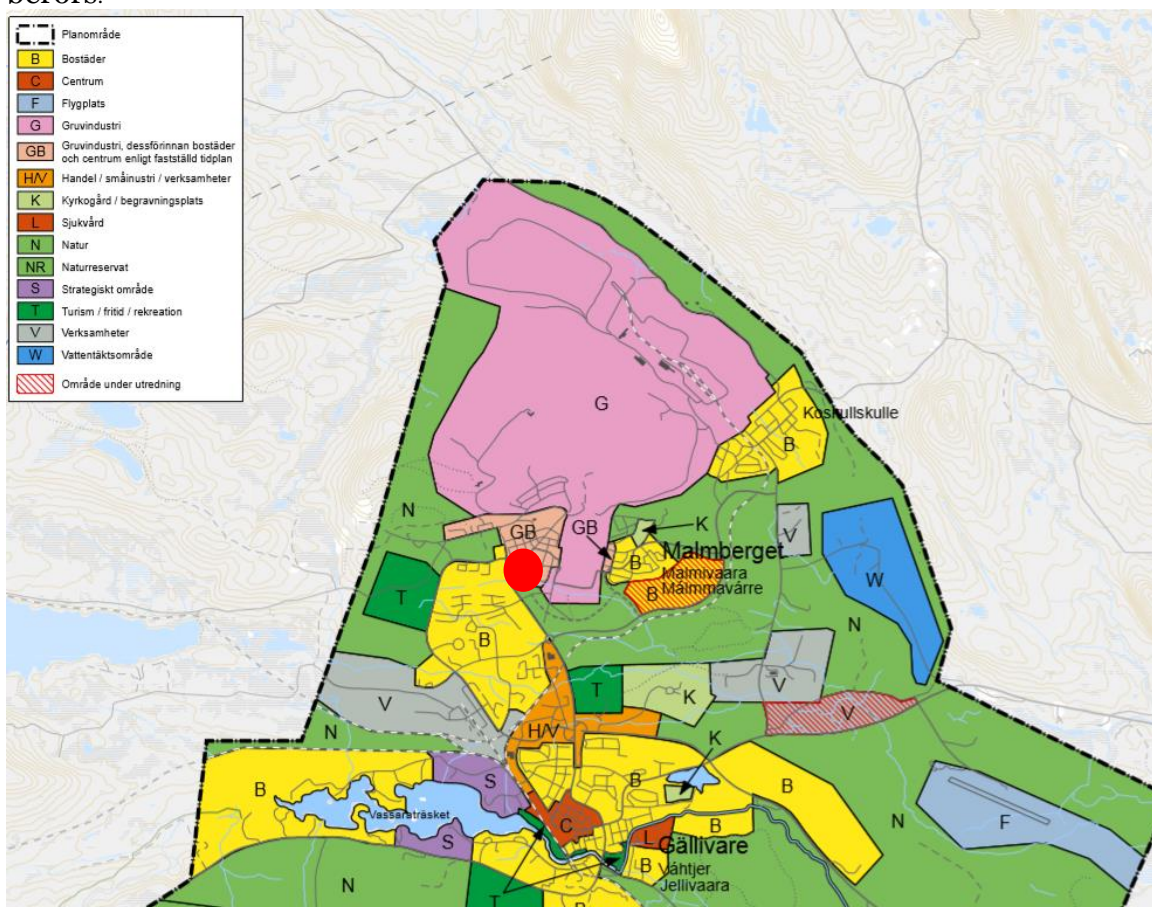 berörs.
Planområde
B Bostäder
C Centrum
F Flygplats
G Gruvindustri
GB Gruvindustri, dessförinnan bostäder
och centrum enligt fastställd tidplan
H/V Handel / småinustri / verksamheter
K Kyrkogård / begravningsplats
L Sjukvård
N Natur
NR Naturreservat
S Strategiskt område
T Turism / fritid / rekreation
V Verksamheter
W Vattentäktsområde
Område under utredning
G
Koskullskulle
B
N
GB
GB
K
V
B
Malmberget
Malmivaara
Málmmavárre
W
T
B
B
N
T
K
V
V
V
N
H/V
K
B
S
B
B
Vassaraträsket
C
B
N
F
S
L
Gällivare
Váhtjer
Jellivaara
B
N
N
T
B